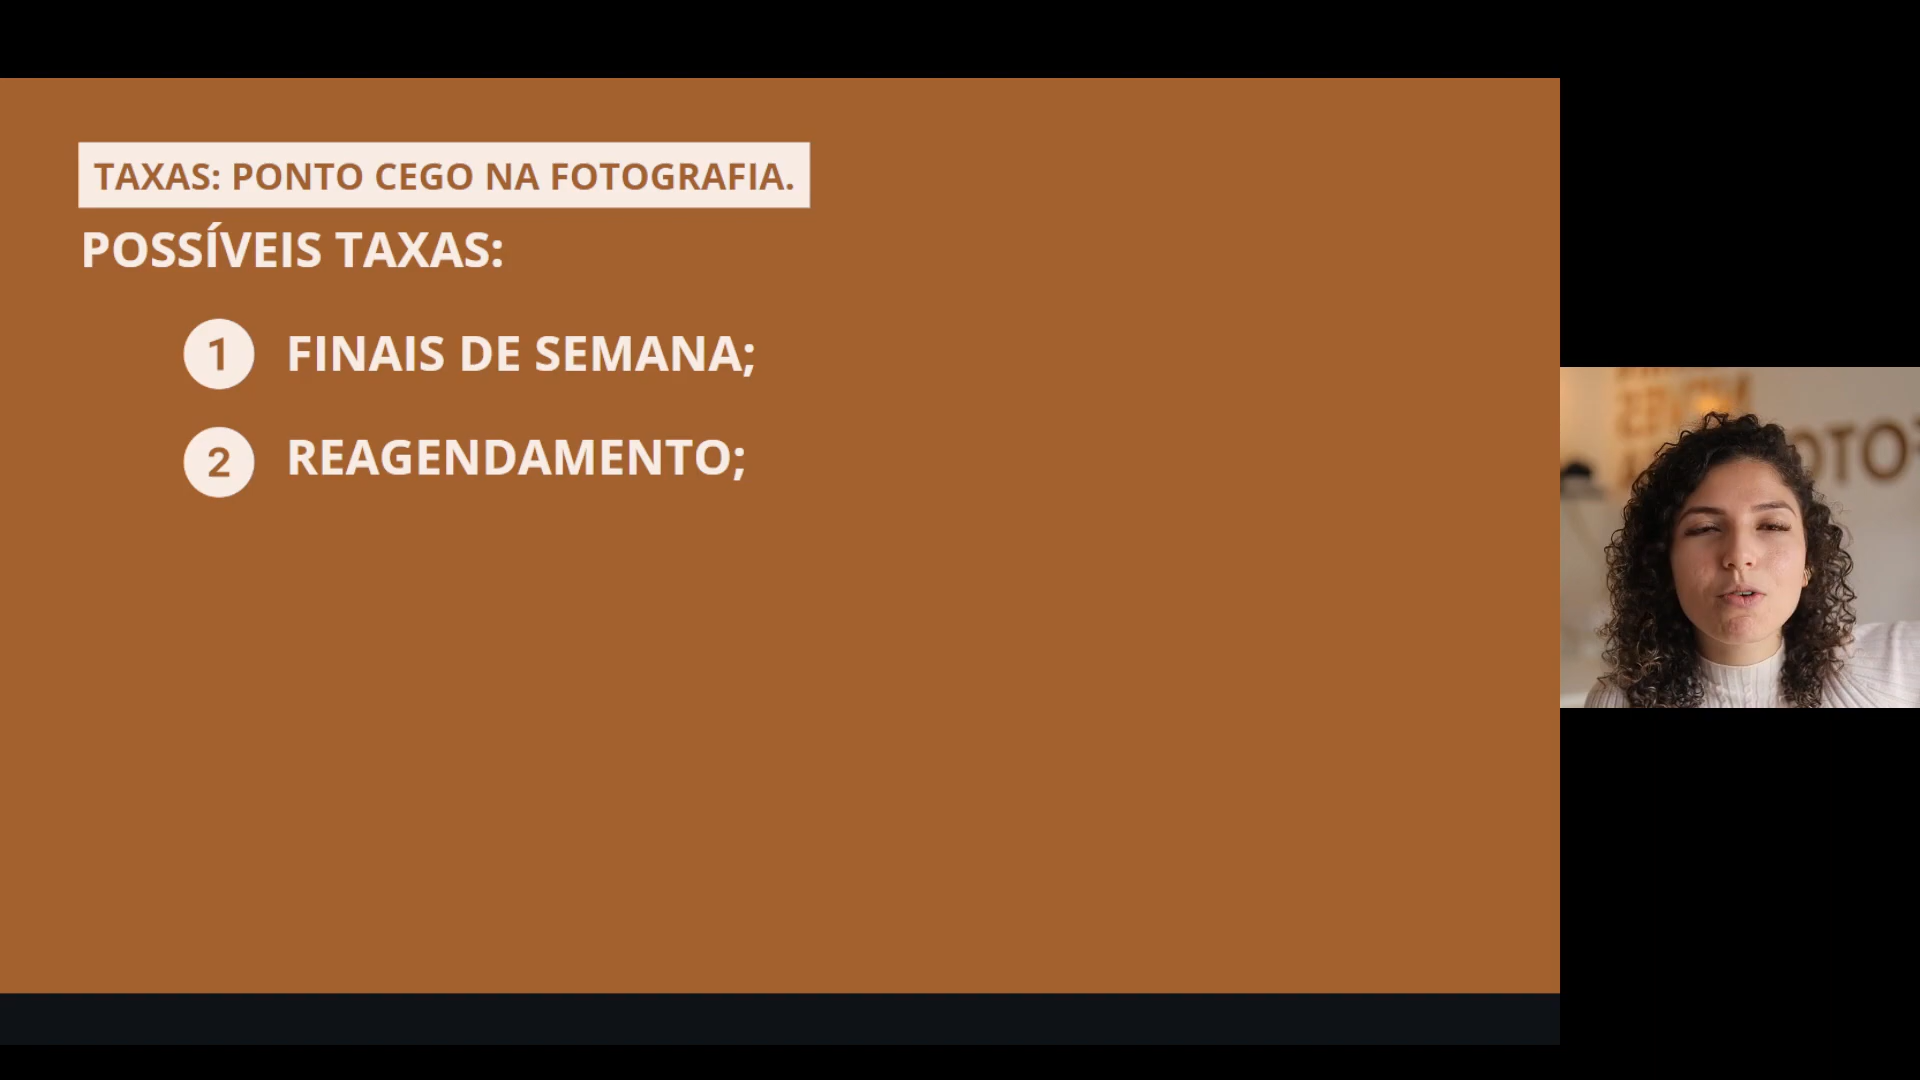 TAXAS: PONTO CEGO NA FOTOGRAFIA.
POSSÍVEIS TAXAS:
1 FINAIS DE SEMANA;
2 REAGENDAMENTO;